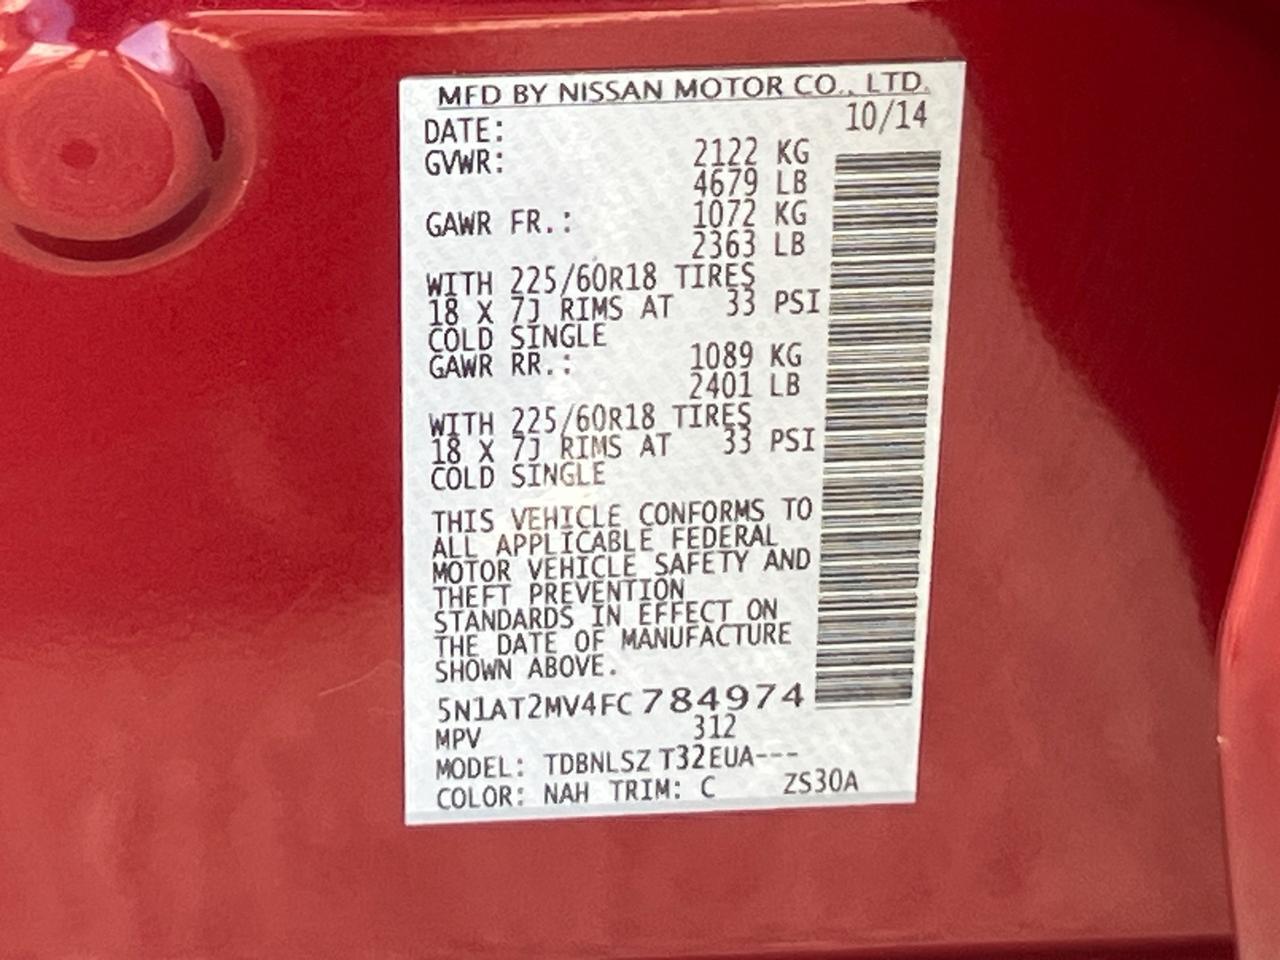 MFD BY NISSAN MOTOR CO., LTD.
DATE: 10/14
GVWR: 2122 KG
4679 LB
GAWR FR.: 1072 KG
2363 LB
WITH 225/60R18 TIRES
18 X 7J RIMS AT 33 PSI
COLD SINGLE
GAWR RR.: 1089 KG
2401 LB
WITH 225/60R18 TIRES
18 X 7J RIMS AT 33 PSI
COLD SINGLE
THIS VEHICLE CONFORMS TO
ALL APPLICABLE FEDERAL
MOTOR VEHICLE SAFETY AND
THEFT PREVENTION
STANDARDS IN EFFECT ON
THE DATE OF MANUFACTURE
SHOWN ABOVE.
5N1AT2MV4FC784974
MPV 312
MODEL: TDBNLSZ T32EUA---
COLOR: NAH TRIM: C ZS30A